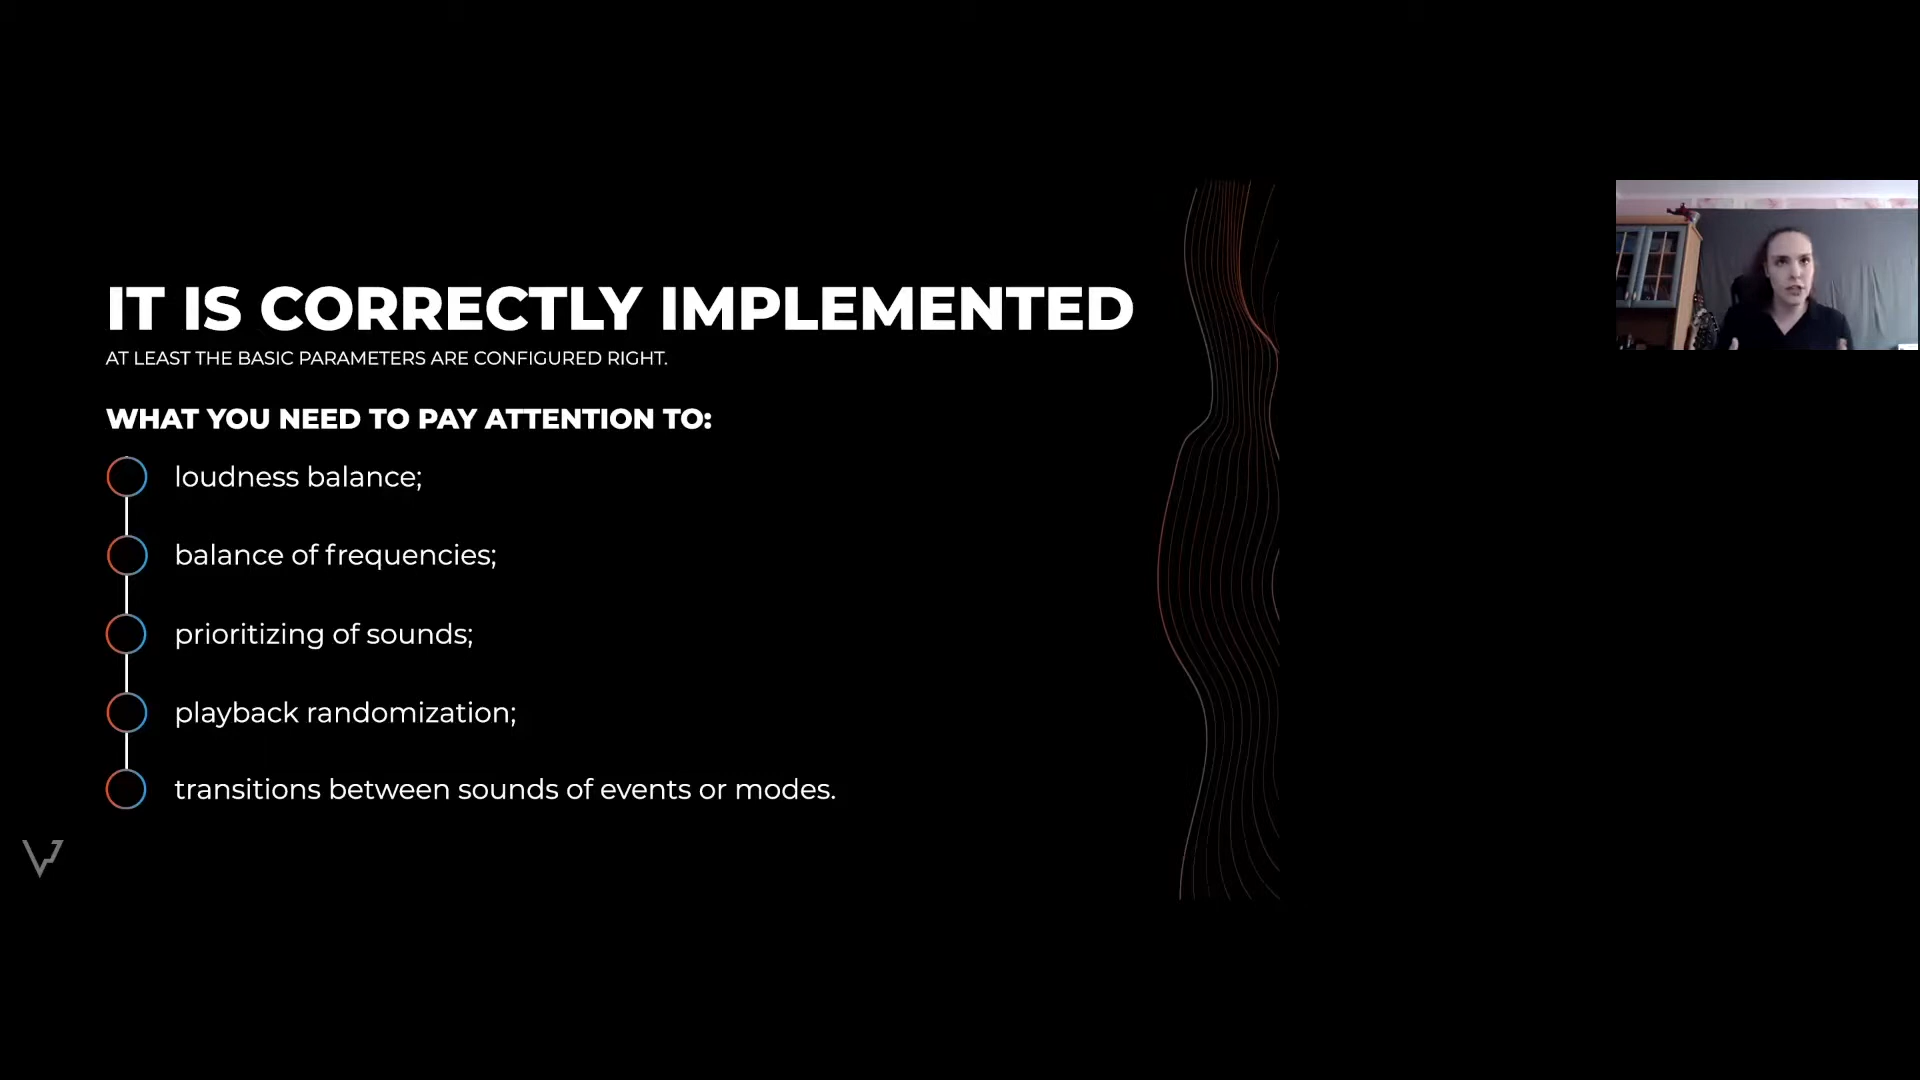 IT IS CORRECTLY IMPLEMENTED
AT LEAST THE BASIC PARAMETERS ARE CONFIGURED RIGHT.
WHAT YOU NEED TO PAY ATTENTION TO:
loudness balance;
balance of frequencies;
prioritizing of sounds;
playback randomization;
transitions between sounds of events or modes.